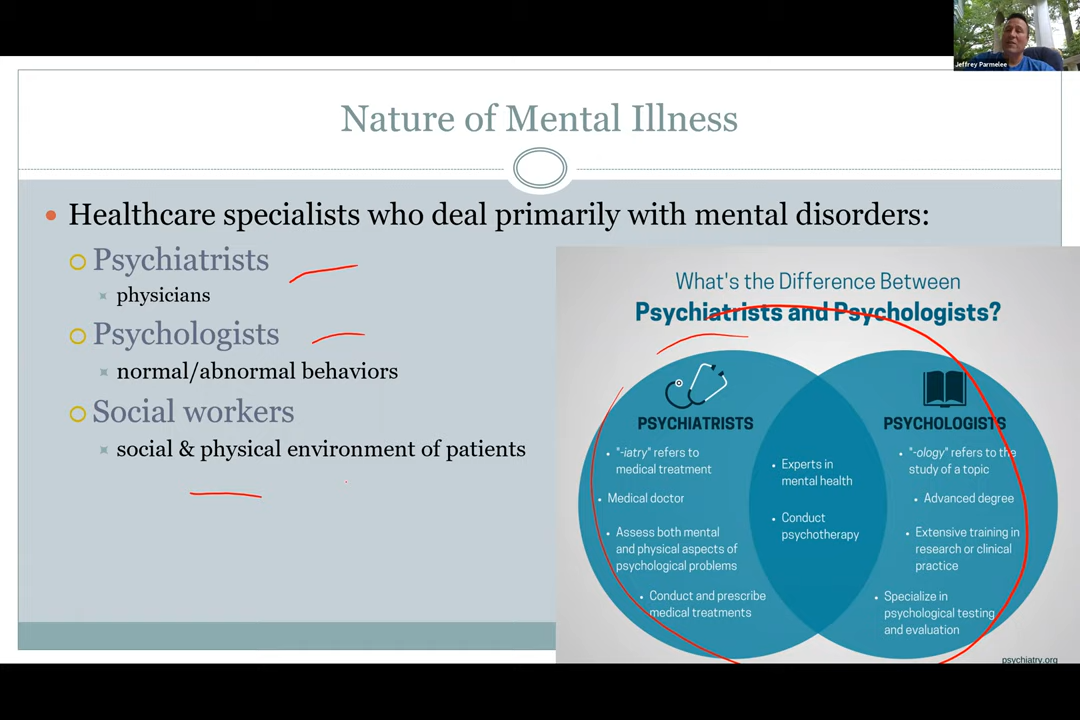 Jeffrey Parmelee
Nature of Mental Illness
Healthcare specialists who deal primarily with mental disorders:
Psychiatrists
physicians
Psychologists
normal/abnormal behaviors
Social workers
social & physical environment of patients
What's the Difference Between
Psychiatrists and Psychologists?
PSYCHIATRISTS
"-iatry" refers to
medical treatment
Medical doctor
Assess both mental
and physical aspects of
psychological problems
Conduct and prescribe
medical treatments
Experts in
mental health
Conduct
psychotherapy
PSYCHOLOGISTS
"-ology" refers to the
study of a topic
Advanced degree
Extensive training in
research or clinical
practice
Specialize in
psychological testing
and evaluation
psychiatry.org